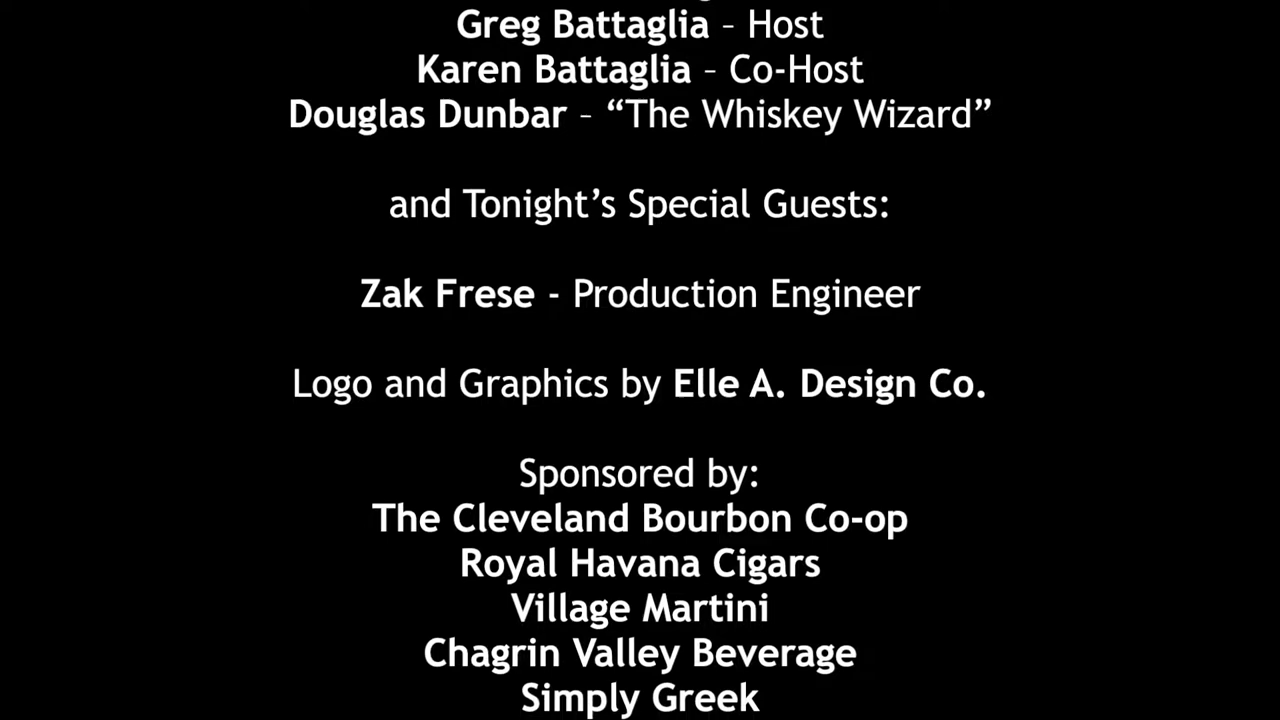 Greg Battaglia – Host
Karen Battaglia – Co-Host
Douglas Dunbar – “The Whiskey Wizard”
and Tonight’s Special Guests:
Zak Frese - Production Engineer
Logo and Graphics by Elle A. Design Co.
Sponsored by:
The Cleveland Bourbon Co-op
Royal Havana Cigars
Village Martini
Chagrin Valley Beverage
Simply Greek